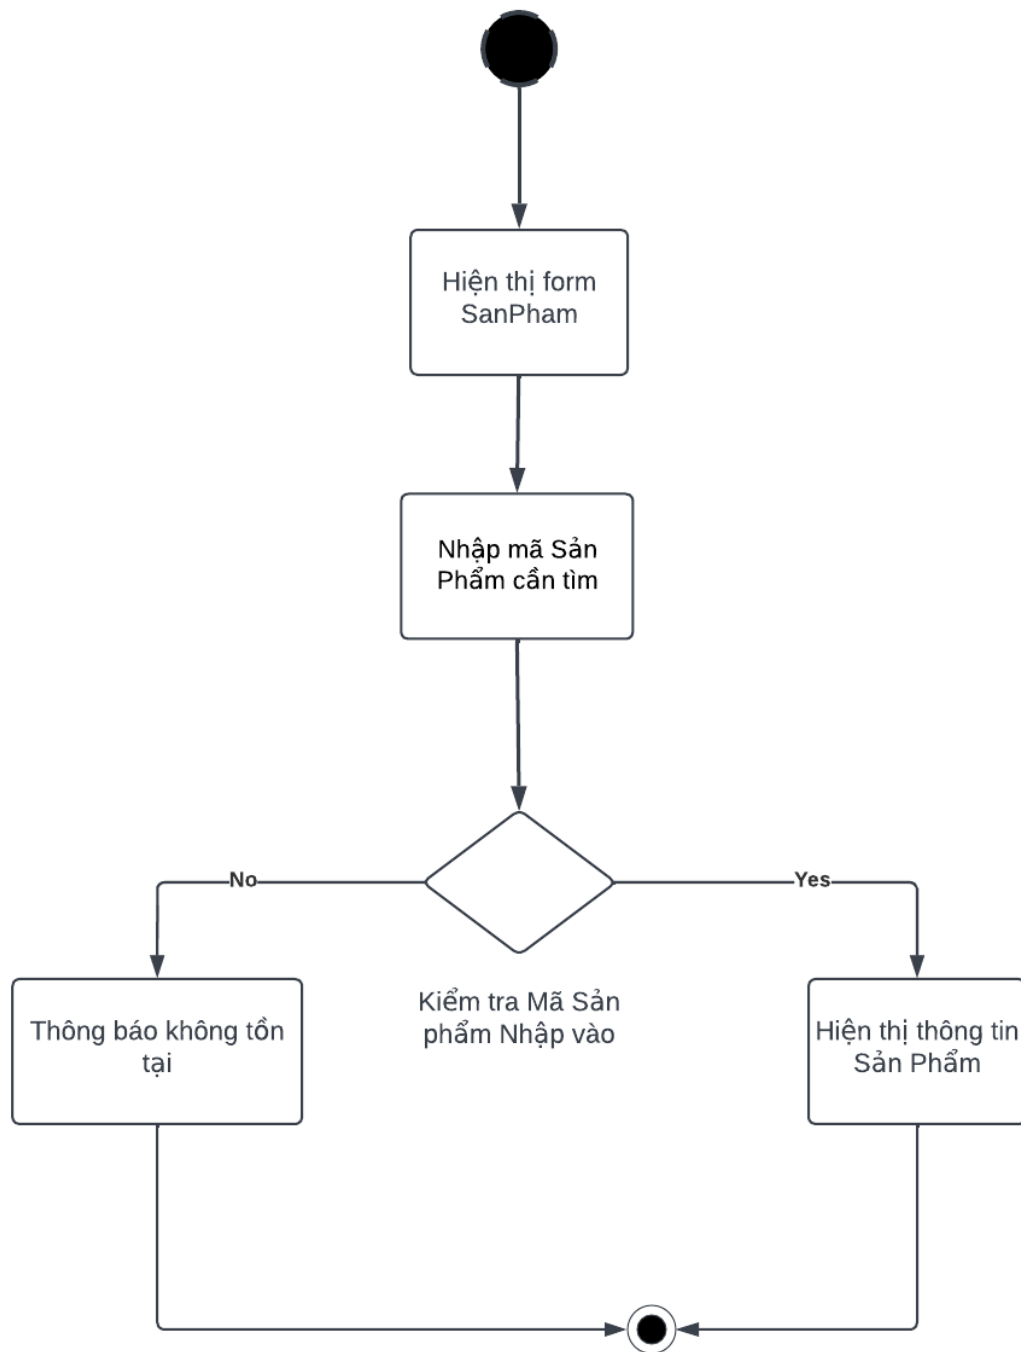 Hiện thị form
SanPham
Nhập mã Sản
Phẩm cần tìm
No
Yes
Thông báo không tồn
tại
Kiểm tra Mã Sản
phẩm Nhập vào
Hiện thị thông tin
Sản Phẩm